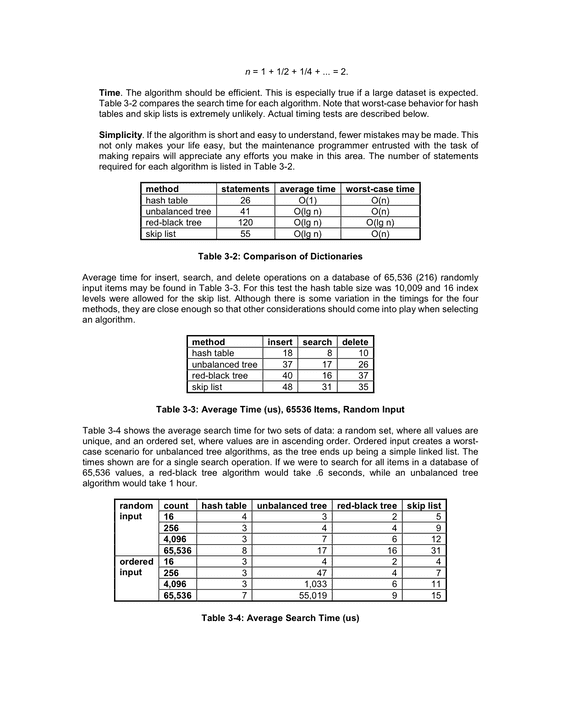 n = 1 + 1/2 + 1/4 + ... = 2.
Time. The algorithm should be efficient. This is especially true if a large dataset is expected.
Table 3-2 compares the search time for each algorithm. Note that worst-case behavior for hash
tables and skip lists is extremely unlikely. Actual timing tests are described below.
Simplicity. If the algorithm is short and easy to understand, fewer mistakes may be made. This
not only makes your life easy, but the maintenance programmer entrusted with the task of
making repairs will appreciate any efforts you make in this area. The number of statements
required for each algorithm is listed in Table 3-2.
method statements average time worst-case time
hash table 26 O(1) O(n)
unbalanced tree 41 O(lg n) O(n)
red-black tree 120 O(lg n) O(lg n)
skip list 55 O(lg n) O(n)
Table 3-2: Comparison of Dictionaries
Average time for insert, search, and delete operations on a database of 65,536 (216) randomly
input items may be found in Table 3-3. For this test the hash table size was 10,009 and 16 index
levels were allowed for the skip list. Although there is some variation in the timings for the four
methods, they are close enough so that other considerations should come into play when selecting
an algorithm.
method insert search delete
hash table 18 8 10
unbalanced tree 37 17 26
red-black tree 40 16 37
skip list 48 31 35
Table 3-3: Average Time (us), 65536 Items, Random Input
Table 3-4 shows the average search time for two sets of data: a random set, where all values are
unique, and an ordered set, where values are in ascending order. Ordered input creates a worst-
case scenario for unbalanced tree algorithms, as the tree ends up being a simple linked list. The
times shown are for a single search operation. If we were to search for all items in a database of
65,536 values, a red-black tree algorithm would take .6 seconds, while an unbalanced tree
algorithm would take 1 hour.
random count hash table unbalanced tree red-black tree skip list
input 16 4 3 2 5
256 3 4 4 9
4,096 3 7 6 12
65,536 8 17 16 31
ordered 16 3 4 2 4
input 256 3 47 4 7
4,096 3 1,033 6 11
65,536 7 55,019 9 15
Table 3-4: Average Search Time (us)